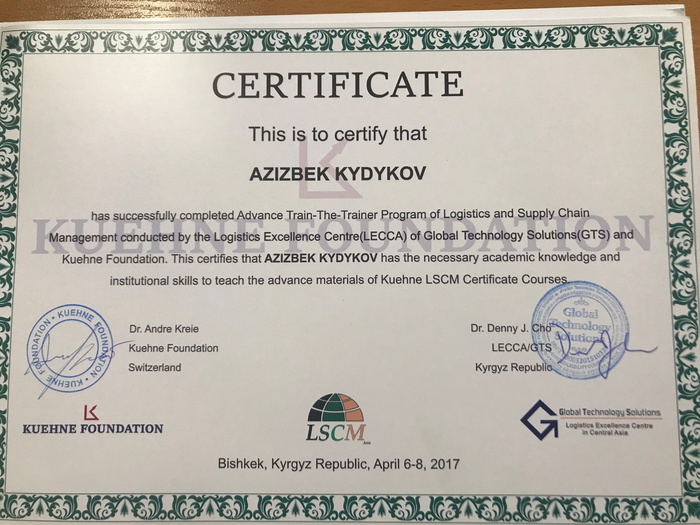 CERTIFICATE
This is to certify that
AZIZBEK KYDYKOV
KUEHNE FOUNDATION
has successfully completed Advance Train-The-Trainer Program of Logistics and Supply Chain
Management conducted by the Logistics Excellence Centre(LECCA) of Global Technology Solutions(GTS) and
Kuehne Foundation. This certifies that AZIZBEK KYDYKOV has the necessary academic knowledge and
institutional skills to teach the advance materials of Kuehne LSCM Certificate Courses.
KUEHNE FOUNDATION • KUEHNE FOUNDATION •
Dr. Andre Kreie
Kuehne Foundation
Switzerland
Dr. Denny J. Cho
LECCA/GTS
Kyrgyz Republic
Global
Technology
Solutions
KUEHNE FOUNDATION
LSCM
Asia
Global Technology Solutions
Logistics Excellence Centre
in Central Asia
Bishkek, Kyrgyz Republic, April 6-8, 2017